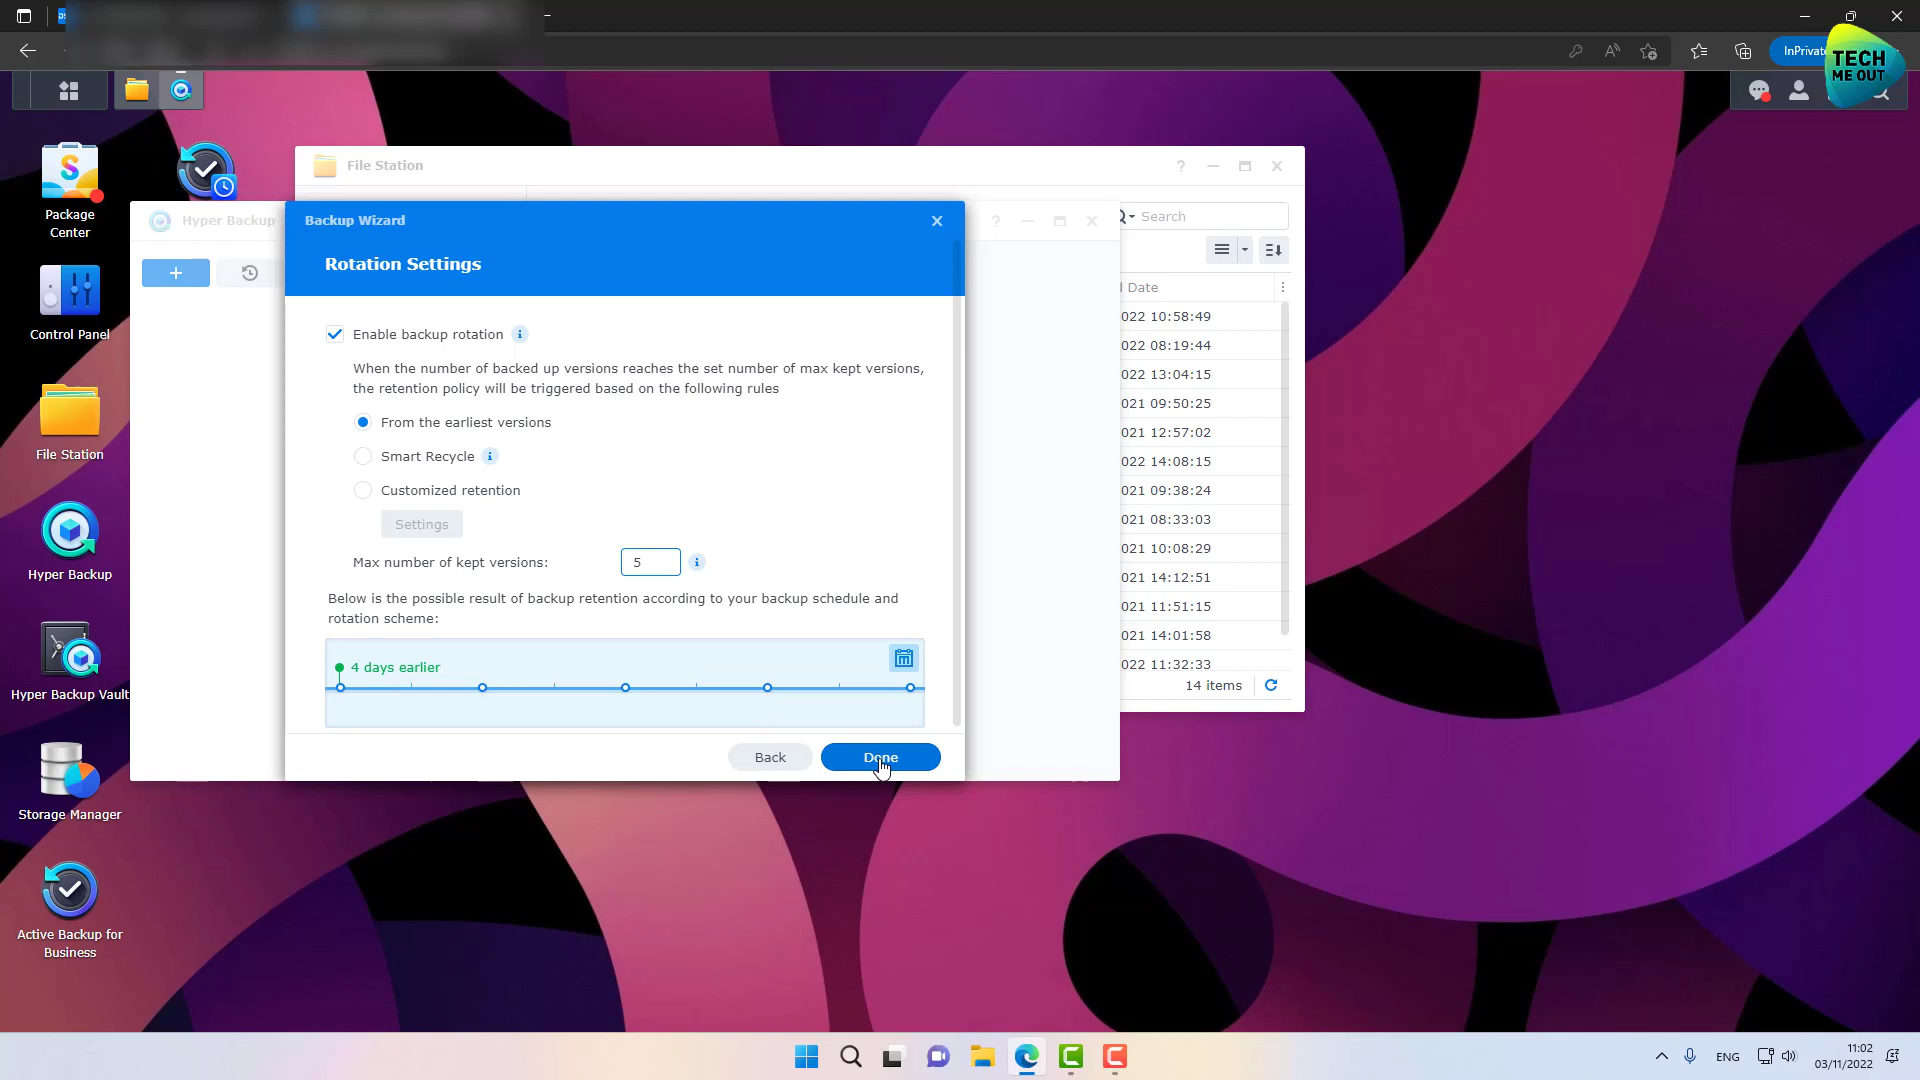 InPrivate
TECH
ME OUT
Package
Center
Control Panel
File Station
Hyper Backup
Hyper Backup Vault
Storage Manager
Active Backup for
Business
File Station
Search
Date
022 10:58:49
022 08:19:44
022 13:04:15
021 09:50:25
021 12:57:02
022 14:08:15
021 09:38:24
021 08:33:03
021 10:08:29
021 14:12:51
021 11:51:15
021 14:01:58
022 11:32:33
14 items
Hyper Backup
Backup Wizard
Rotation Settings
Enable backup rotation
When the number of backed up versions reaches the set number of max kept versions,
the retention policy will be triggered based on the following rules
From the earliest versions
Smart Recycle
Customized retention
Settings
Max number of kept versions: 5
Below is the possible result of backup retention according to your backup schedule and
rotation scheme:
4 days earlier
Back Done
ENG
11:02
03/11/2022